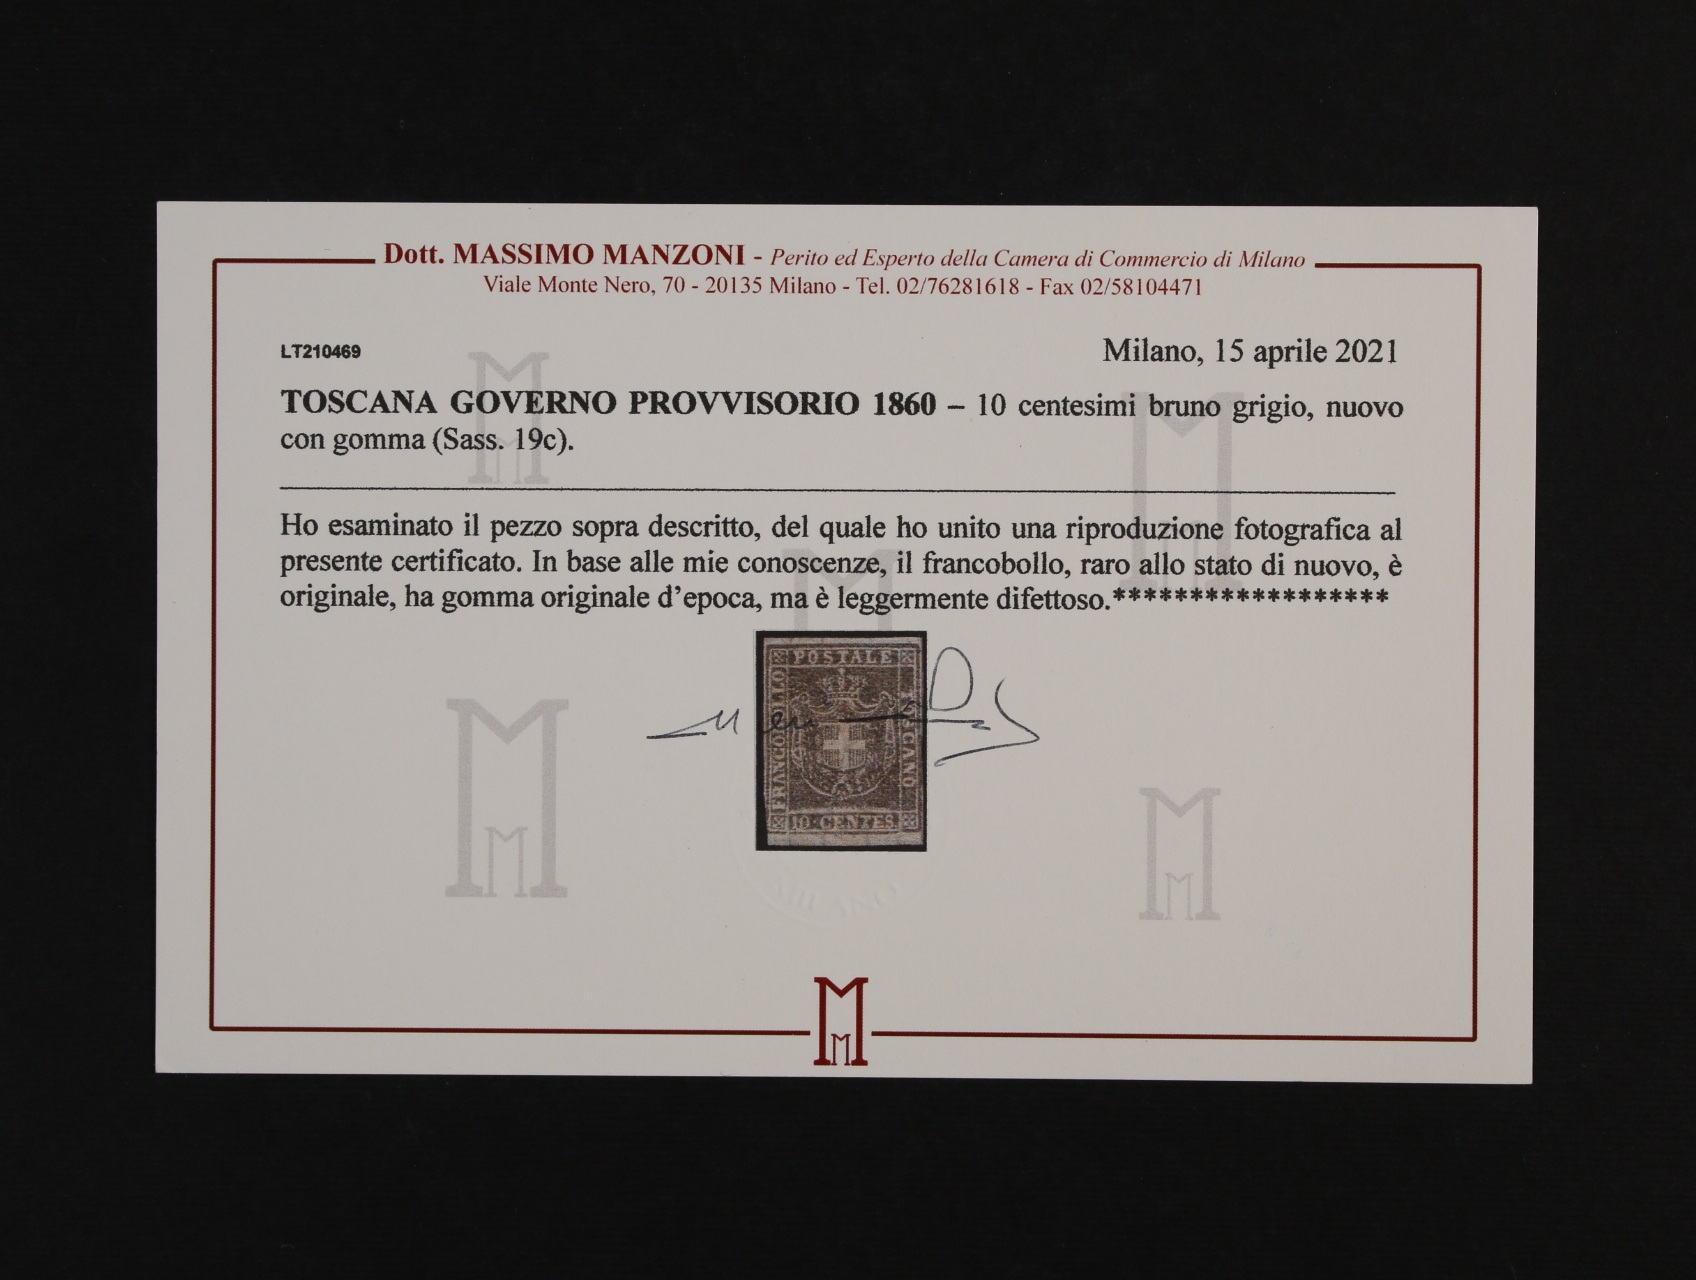 Dott. MASSIMO MANZONI - Perito ed Esperto della Camera di Commercio di Milano
Viale Monte Nero, 70 - 20135 Milano - Tel. 02/76281618 - Fax 02/58104471
LT210469
Milano, 15 aprile 2021
TOSCANA GOVERNO PROVVISORIO 1860 – 10 centesimi bruno grigio, nuovo
con gomma (Sass. 19c).
Ho esaminato il pezzo sopra descritto, del quale ho unito una riproduzione fotografica al
presente certificato. In base alle mie conoscenze, il francobollo, raro allo stato di nuovo, è
originale, ha gomma originale d'epoca, ma è leggermente difettoso.******************
POSTALE
FRANCOBOLLO
TOSCANO
10 CENTES.
MILANO
M
M